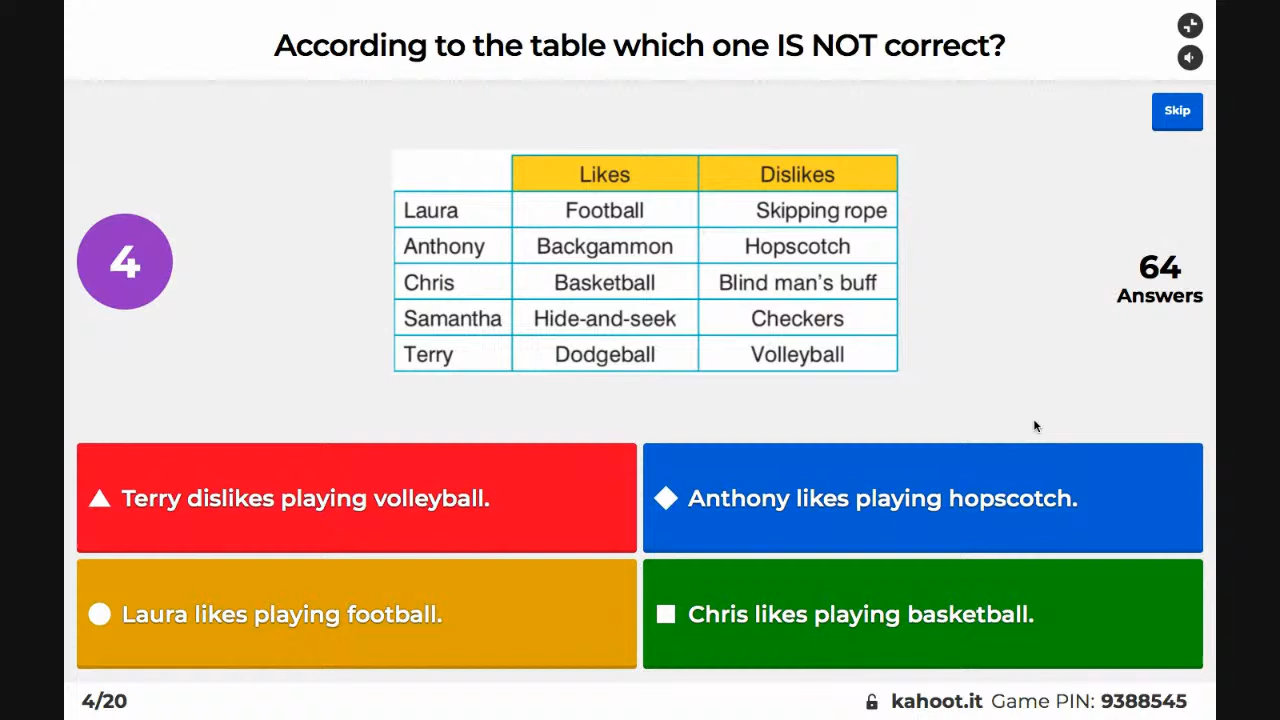 According to the table which one IS NOT correct?
Skip
Likes Dislikes
Laura Football Skipping rope
Anthony Backgammon Hopscotch
Chris Basketball Blind man's buff
Samantha Hide-and-seek Checkers
Terry Dodgeball Volleyball
4
64
Answers
Terry dislikes playing volleyball.
Anthony likes playing hopscotch.
Laura likes playing football.
Chris likes playing basketball.
4/20
kahoot.it Game PIN: 9388545